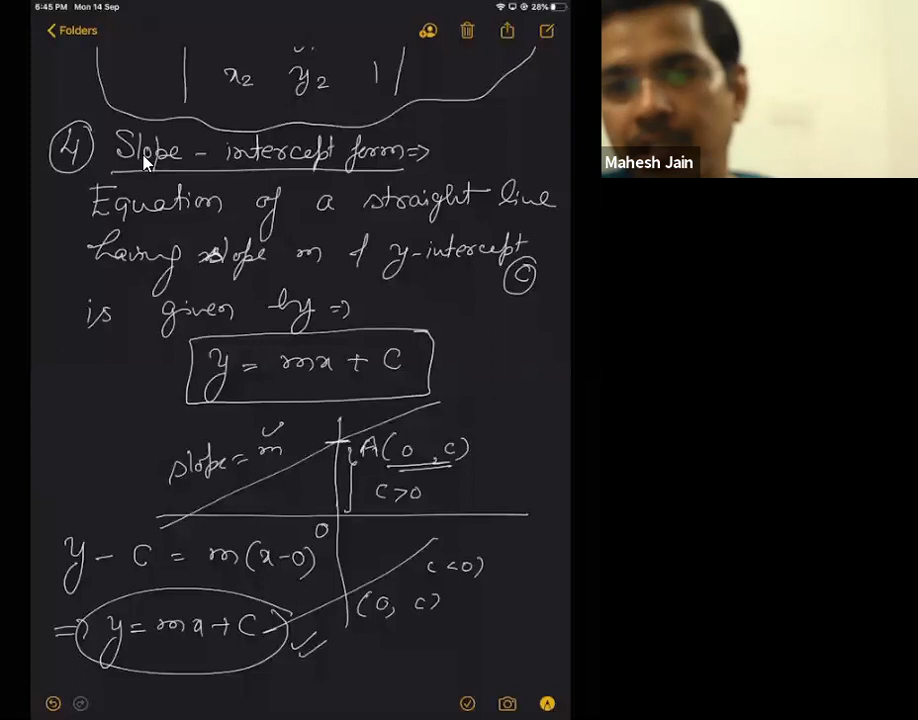 6:45 PM Mon 14 Sep
28%
Folders
x2 y2 1
Mahesh Jain
4 Slope - intercept form ⇒
Equation of a straight line
having slope m & y-intercept
C
is given by ⇒
y = mx + C
slope = m
A(0, C)
C > 0
0
y - C = m(x-0)
(C < 0)
(0, C)
⇒ y = mx + C